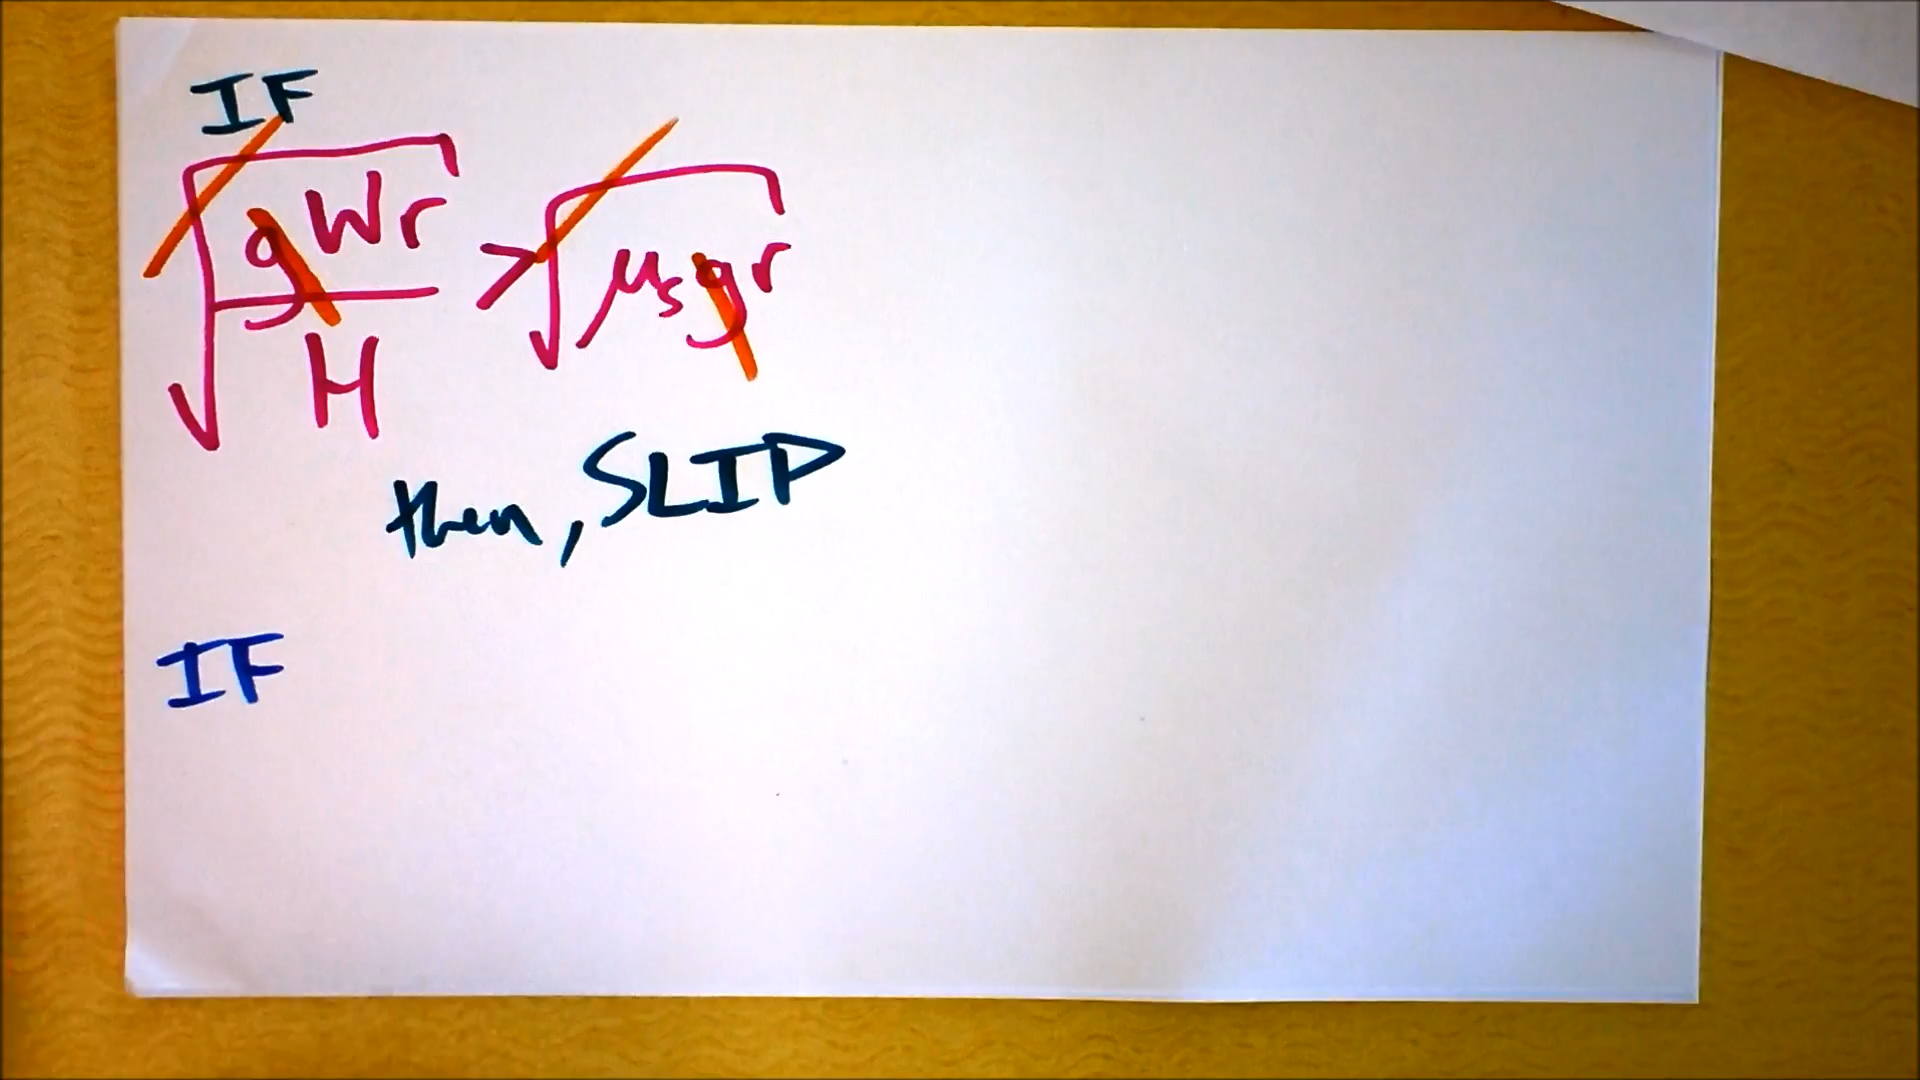 IF
√(gWr/H) > √(μsgr)
then, SLIP
IF